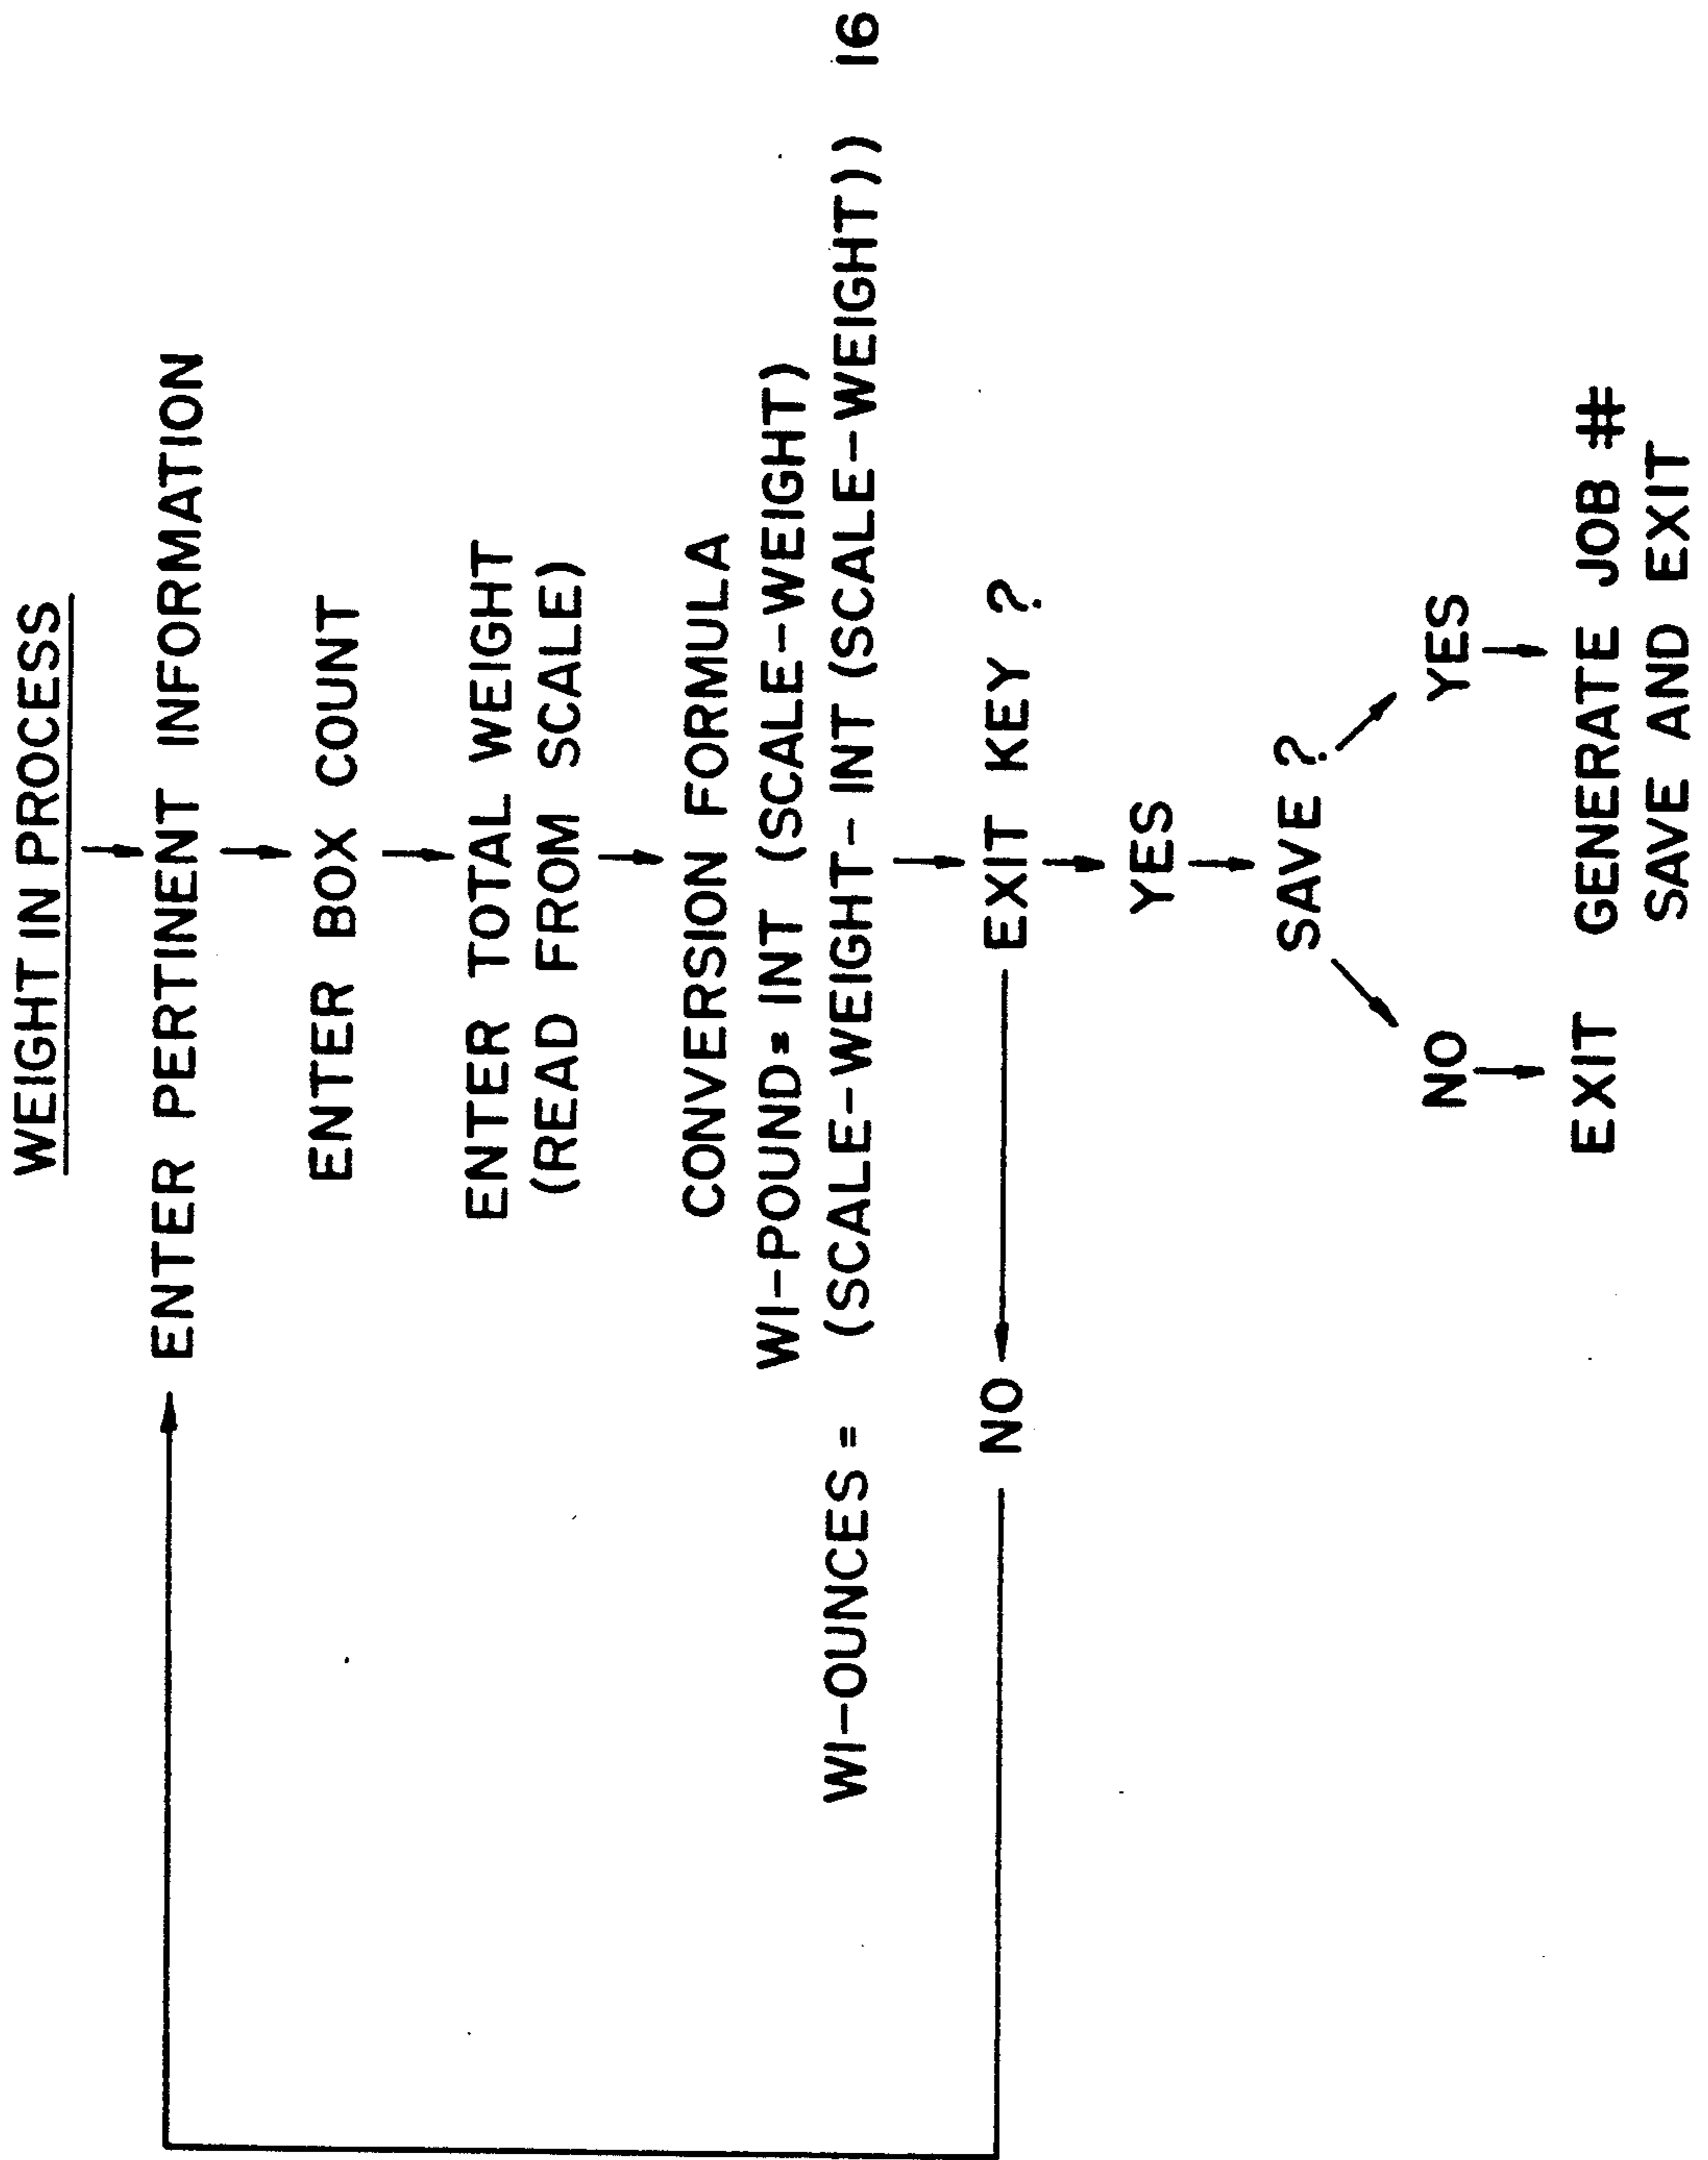 WEIGHT IN PROCESS
ENTER PERTINENT INFORMATION
ENTER BOX COUNT
ENTER TOTAL WEIGHT
(READ FROM SCALE)
CONVERSION FORMULA
WI-POUND = INT (SCALE-WEIGHT)
WI-OUNCES = (SCALE-WEIGHT-INT (SCALE-WEIGHT)) 16
NO EXIT KEY ?
YES
SAVE ?
NO YES
EXIT GENERATE JOB #
SAVE AND EXIT